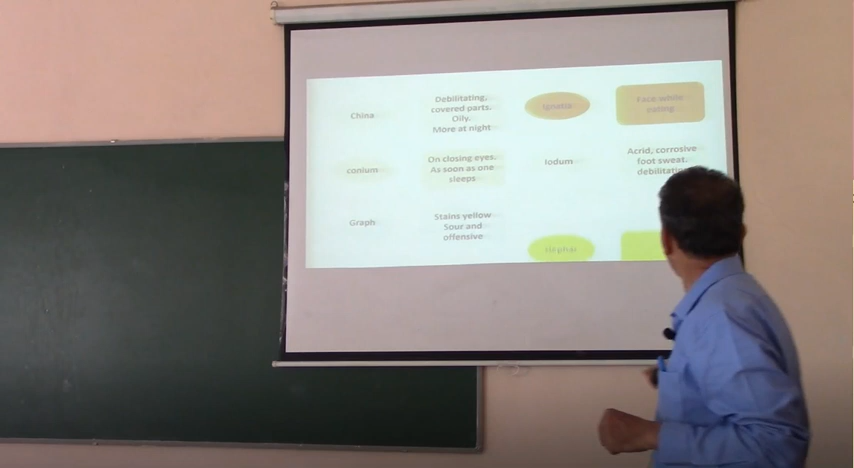 China
Debilitating,
covered parts.
Oily.
More at night
Ignatia
Face while
eating
conium
On closing eyes.
As soon as one
sleeps
Iodum
Acrid, corrosive
foot sweat.
Graph
Stains yellow
Sour and
offensive